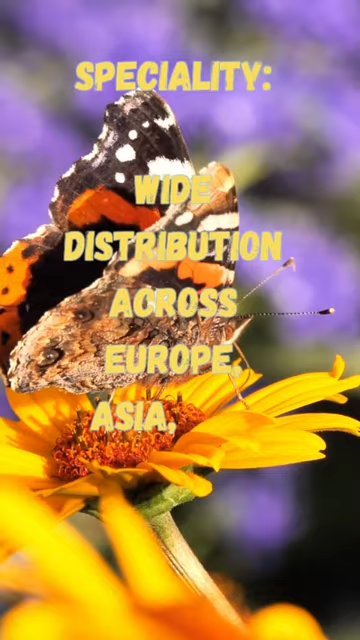 SPECIALITY:
WIDE
DISTRIBUTION
ACROSS
EUROPE,
ASIA,